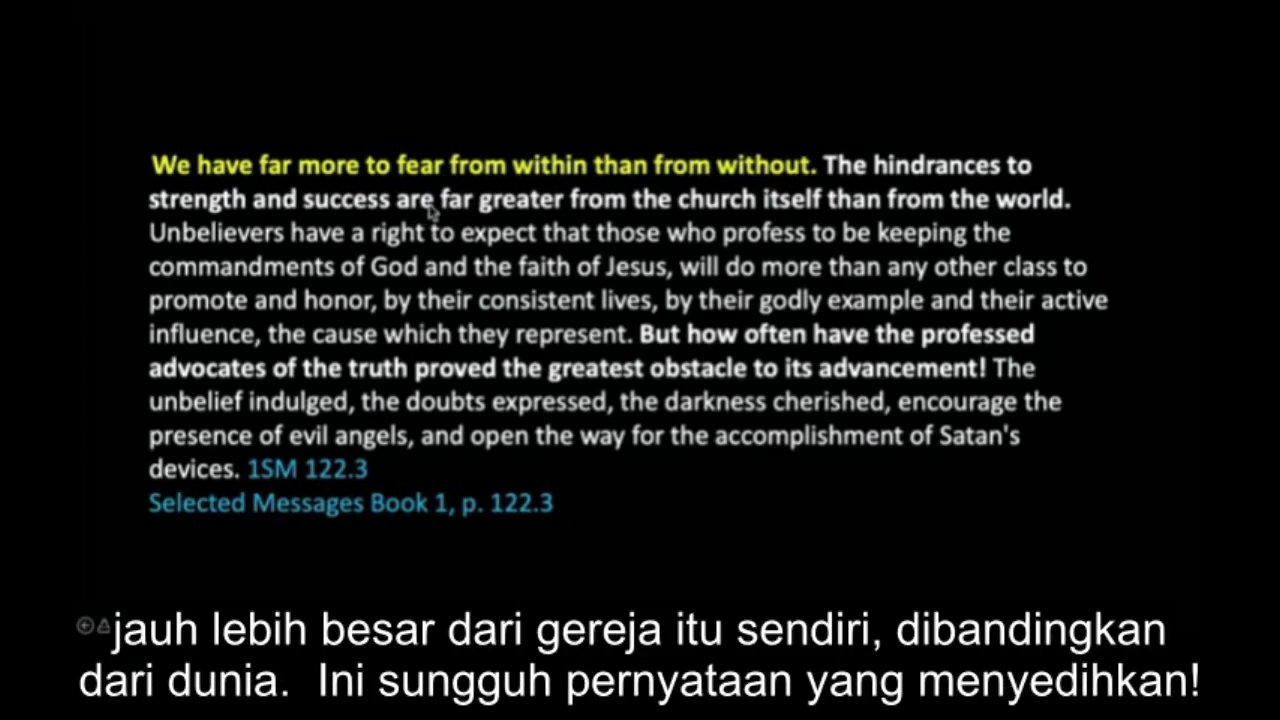 We have far more to fear from within than from without. The hindrances to
strength and success are far greater from the church itself than from the world.
Unbelievers have a right to expect that those who profess to be keeping the
commandments of God and the faith of Jesus, will do more than any other class to
promote and honor, by their consistent lives, by their godly example and their active
influence, the cause which they represent. But how often have the professed
advocates of the truth proved the greatest obstacle to its advancement! The
unbelief indulged, the doubts expressed, the darkness cherished, encourage the
presence of evil angels, and open the way for the accomplishment of Satan's
devices. 1SM 122.3
Selected Messages Book 1, p. 122.3
jauh lebih besar dari gereja itu sendiri, dibandingkan
dari dunia.  Ini sungguh pernyataan yang menyedihkan!